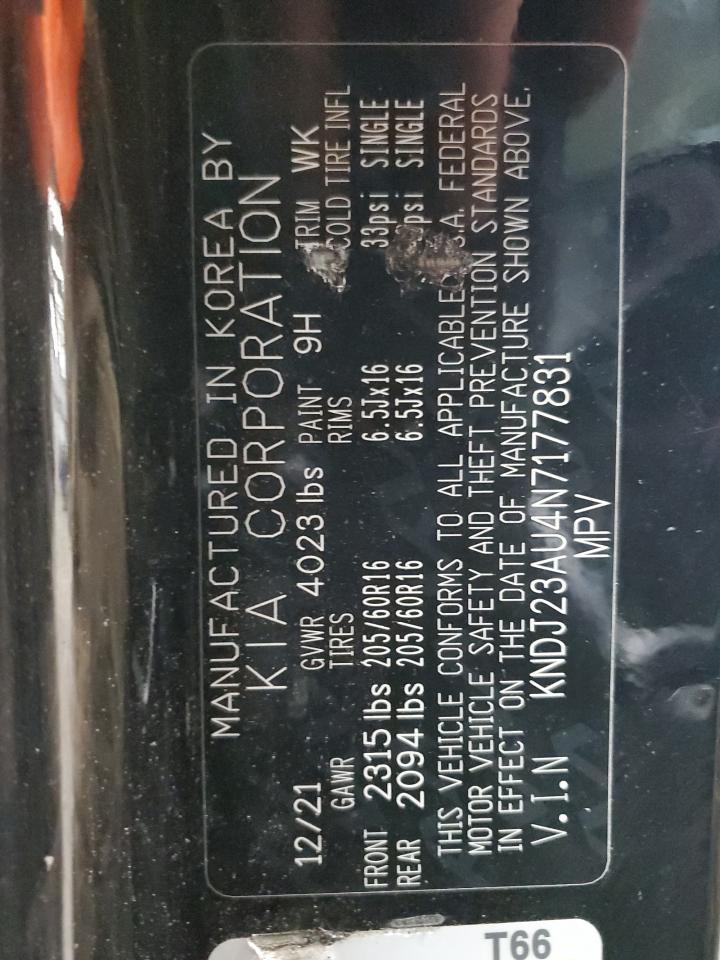 MANUFACTURED IN KOREA BY
KIA CORPORATION
12/21 GVWR 4023 lbs PAINT 9H TRIM WK
GAWR TIRES RIMS COLD TIRE INFL
FRONT 2315 lbs 205/60R16 6.5Jx16 33psi SINGLE
REAR 2094 lbs 205/60R16 6.5Jx16 psi SINGLE
THIS VEHICLE CONFORMS TO ALL APPLICABLE .A. FEDERAL
MOTOR VEHICLE SAFETY AND THEFT PREVENTION STANDARDS
IN EFFECT ON THE DATE OF MANUFACTURE SHOWN ABOVE.
V.I.N KNDJ23AU4N7177831
MPV
T66